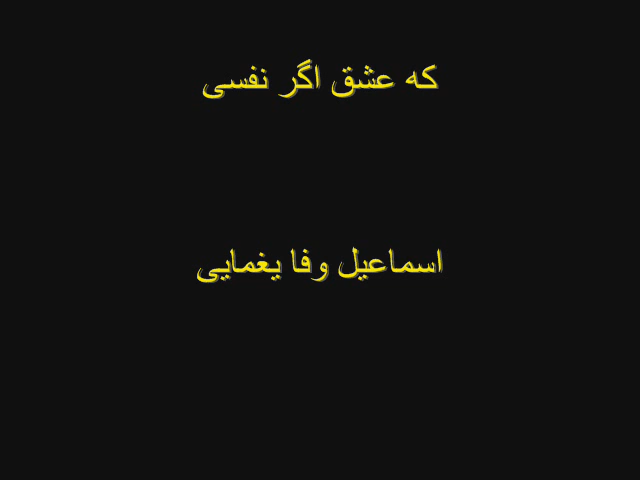 که عشق اگر نفسی
اسماعیل وفا یغمایی